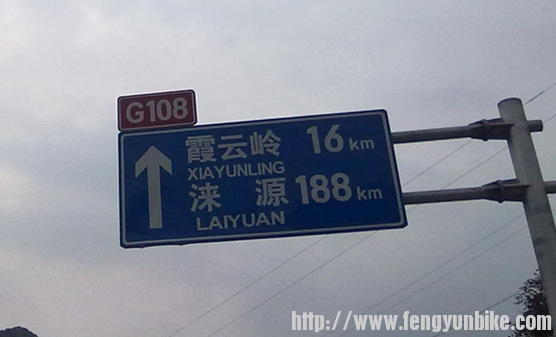 G108
霞云岭 16 km
XIAYUNLING
涞 源 188 km
LAIYUAN
http://www.fengyunbike.com